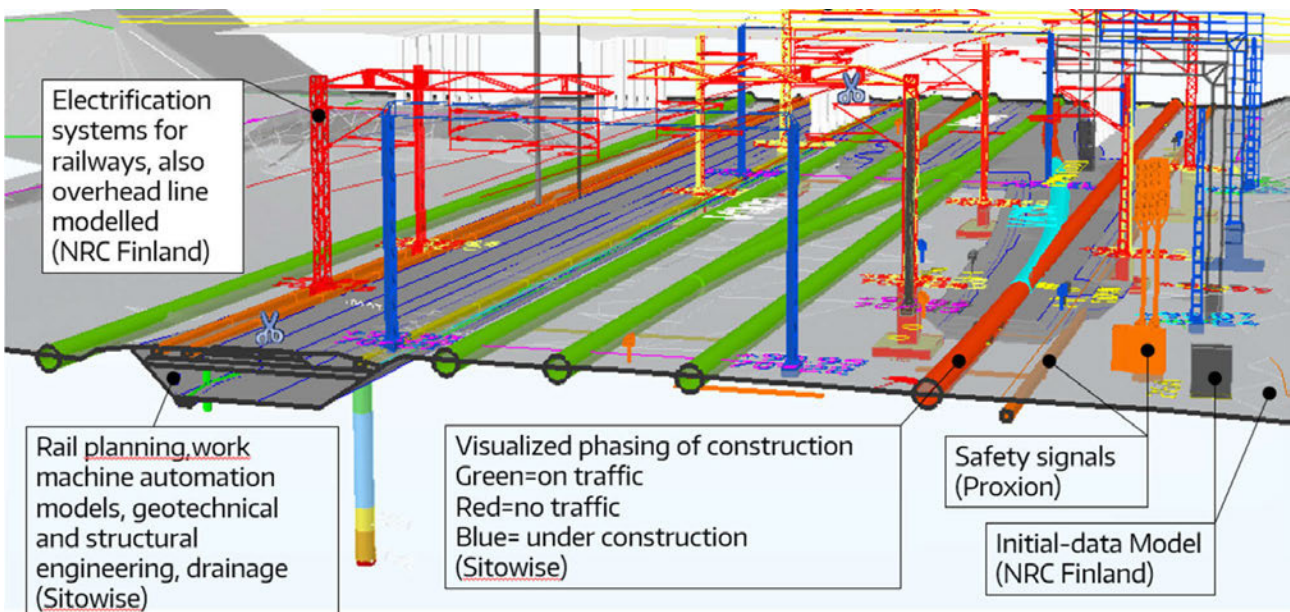 Electrification
systems for
railways, also
overhead line
modelled
(NRC Finland)
Rail planning,work
machine automation
models, geotechnical
and structural
engineering, drainage
(Sitowise)
Visualized phasing of construction
Green=on traffic
Red=no traffic
Blue= under construction
(Sitowise)
Safety signals
(Proxion)
Initial-data Model
(NRC Finland)